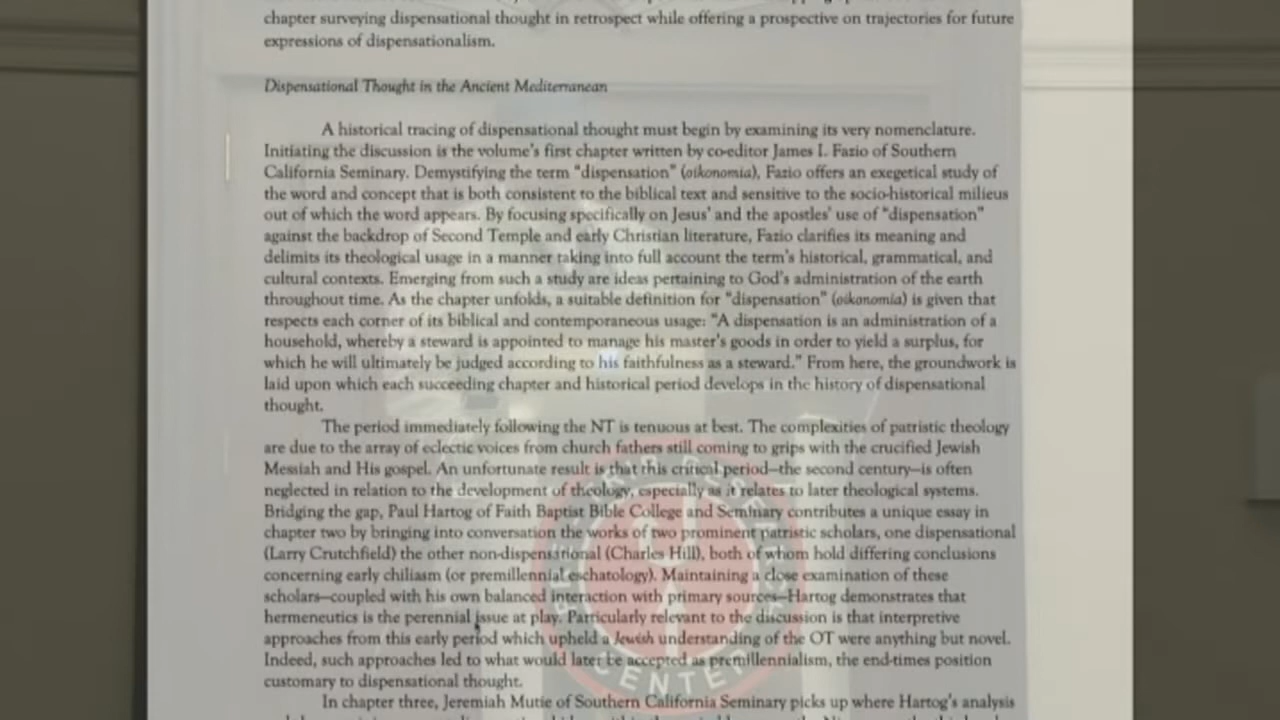 chapter surveying dispensational thought in retrospect while offering a prospective on trajectories for future
expressions of dispensationalism.
Dispensational Thought in the Ancient Mediterranean
A historical tracing of dispensational thought must begin by examining its very nomenclature.
Initiating the discussion is the volume's first chapter written by co-editor James I. Fazio of Southern
California Seminary. Demystifying the term "dispensation" (oikonomia), Fazio offers an exegetical study of
the word and concept that is both consistent to the biblical text and sensitive to the socio-historical milieus
out of which the word appears. By focusing specifically on Jesus' and the apostles' use of "dispensation"
against the backdrop of Second Temple and early Christian literature, Fazio clarifies its meaning and
delimits its theological usage in a manner taking into full account the term's historical, grammatical, and
cultural contexts. Emerging from such a study are ideas pertaining to God's administration of the earth
throughout time. As the chapter unfolds, a suitable definition for "dispensation" (oikonomia) is given that
respects each corner of its biblical and contemporaneous usage: "A dispensation is an administration of a
household, whereby a steward is appointed to manage his master's goods in order to yield a surplus, for
which he will ultimately be judged according to his faithfulness as a steward." From here, the groundwork is
laid upon which each succeeding chapter and historical period develops in the history of dispensational
thought.
The period immediately following the NT is tenuous at best. The complexities of patristic theology
are due to the array of eclectic voices from church fathers still coming to grips with the crucified Jewish
Messiah and His gospel. An unfortunate result is that this critical period—the second century—is often
neglected in relation to the development of theology, especially as it relates to later theological systems.
Bridging the gap, Paul Hartog of Faith Baptist Bible College and Seminary contributes a unique essay in
chapter two by bringing into conversation the works of two prominent patristic scholars, one dispensational
(Larry Crutchfield) the other non-dispensational (Charles Hill), both of whom hold differing conclusions
concerning early chiliasm (or premillennial eschatology). Maintaining a close examination of these
scholars—coupled with his own balanced interaction with primary sources—Hartog demonstrates that
hermeneutics is the perennial issue at play. Particularly relevant to the discussion is that interpretive
approaches from this early period which upheld a Jewish understanding of the OT were anything but novel.
Indeed, such approaches led to what would later be accepted as premillennialism, the end-times position
customary to dispensational thought.
In chapter three, Jeremiah Mutie of Southern California Seminary picks up where Hartog's analysis
CENTER